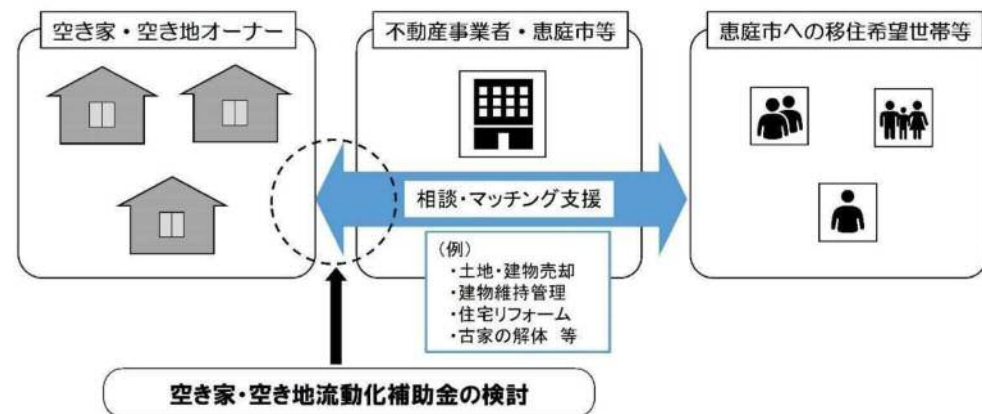 空き家・空き地オーナー
不動産事業者・恵庭市等
恵庭市への移住希望世帯等
相談・マッチング支援
（例）
・土地・建物売却
・建物維持管理
・住宅リフォーム
・古家の解体 等
空き家・空き地流動化補助金の検討